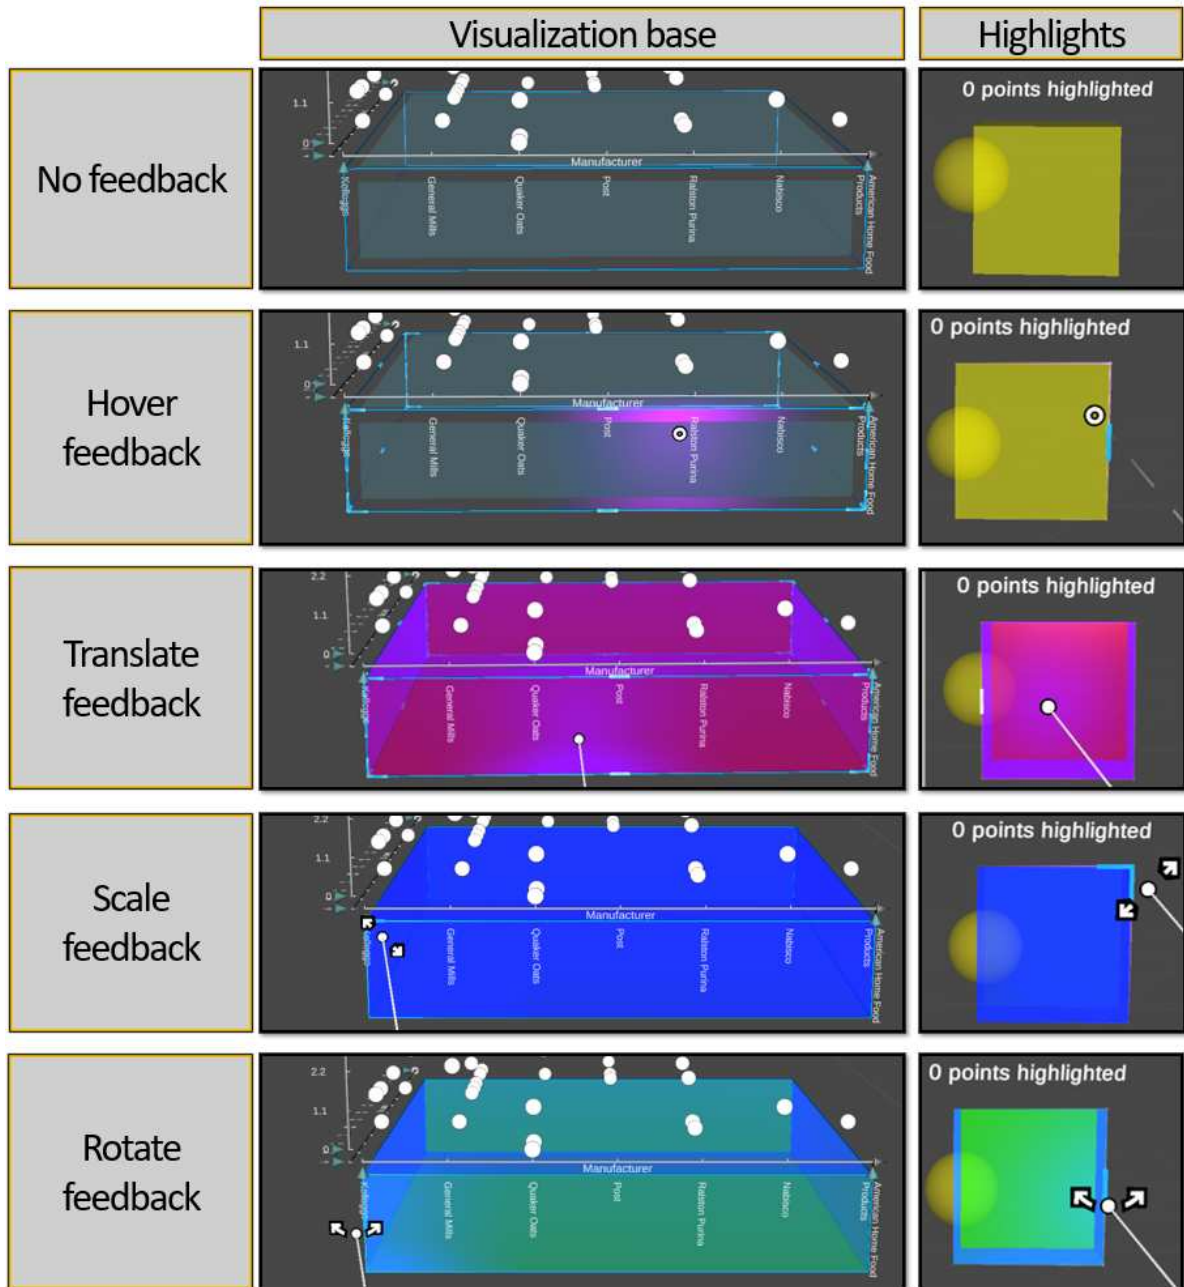 Visualization base
Highlights
No feedback
1.1
0
Manufacturer
Kelloggs
General Mills
Quaker Oats
Post
Ralston Purina
Nabisco
American Home Food
Products
0 points highlighted
Hover
feedback
1.1
0
Manufacturer
Kelloggs
General Mills
Quaker Oats
Post
Ralston Purina
Nabisco
American Home Food
Products
0 points highlighted
Translate
feedback
2.2
1.1
0
Manufacturer
Kelloggs
General Mills
Quaker Oats
Post
Ralston Purina
Nabisco
American Home Food
Products
0 points highlighted
Scale
feedback
2.2
1.1
0
Manufacturer
Kelloggs
General Mills
Quaker Oats
Post
Ralston Purina
Nabisco
American Home Food
Products
0 points highlighted
Rotate
feedback
2.2
1.1
0
Manufacturer
Kelloggs
General Mills
Quaker Oats
Post
Ralston Purina
Nabisco
American Home Food
Products
0 points highlighted